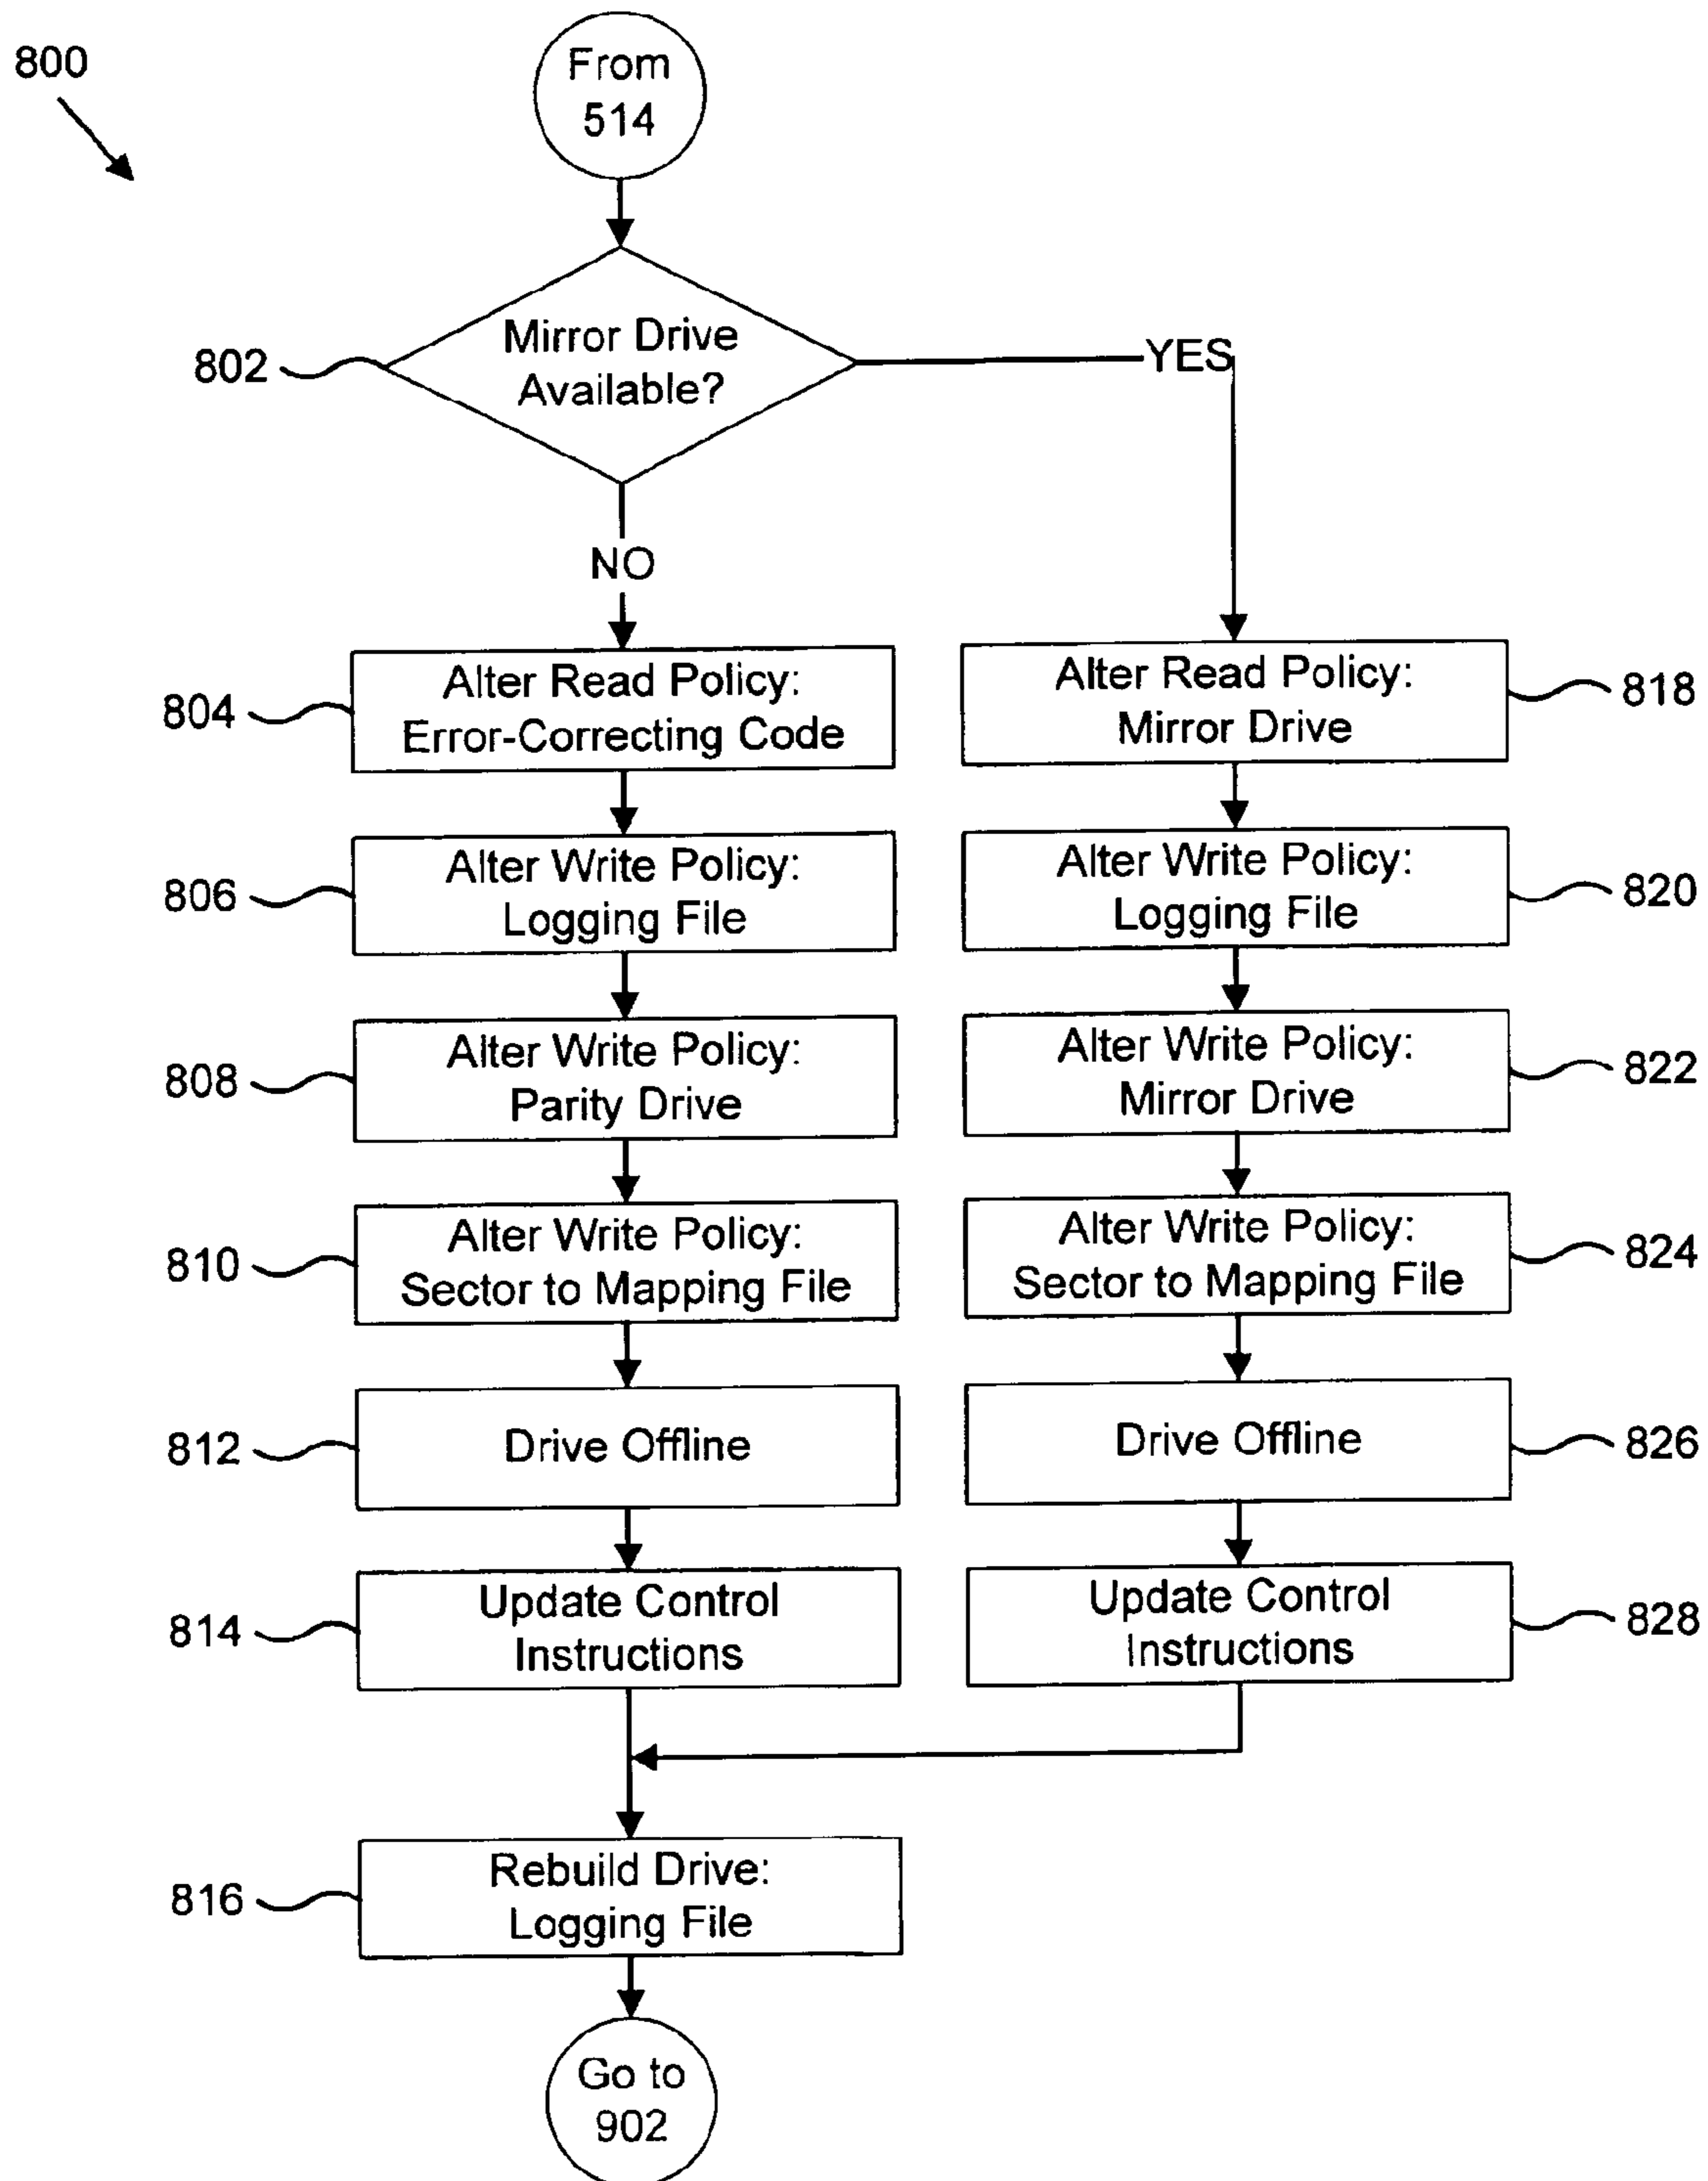 800
From
514
802
Mirror Drive
Available?
YES
NO
804
Alter Read Policy:
Error-Correcting Code
Alter Read Policy:
Mirror Drive
818
806
Alter Write Policy:
Logging File
Alter Write Policy:
Logging File
820
808
Alter Write Policy:
Parity Drive
Alter Write Policy:
Mirror Drive
822
810
Alter Write Policy:
Sector to Mapping File
Alter Write Policy:
Sector to Mapping File
824
812
Drive Offline
Drive Offline
826
814
Update Control
Instructions
Update Control
Instructions
828
816
Rebuild Drive:
Logging File
Go to
902